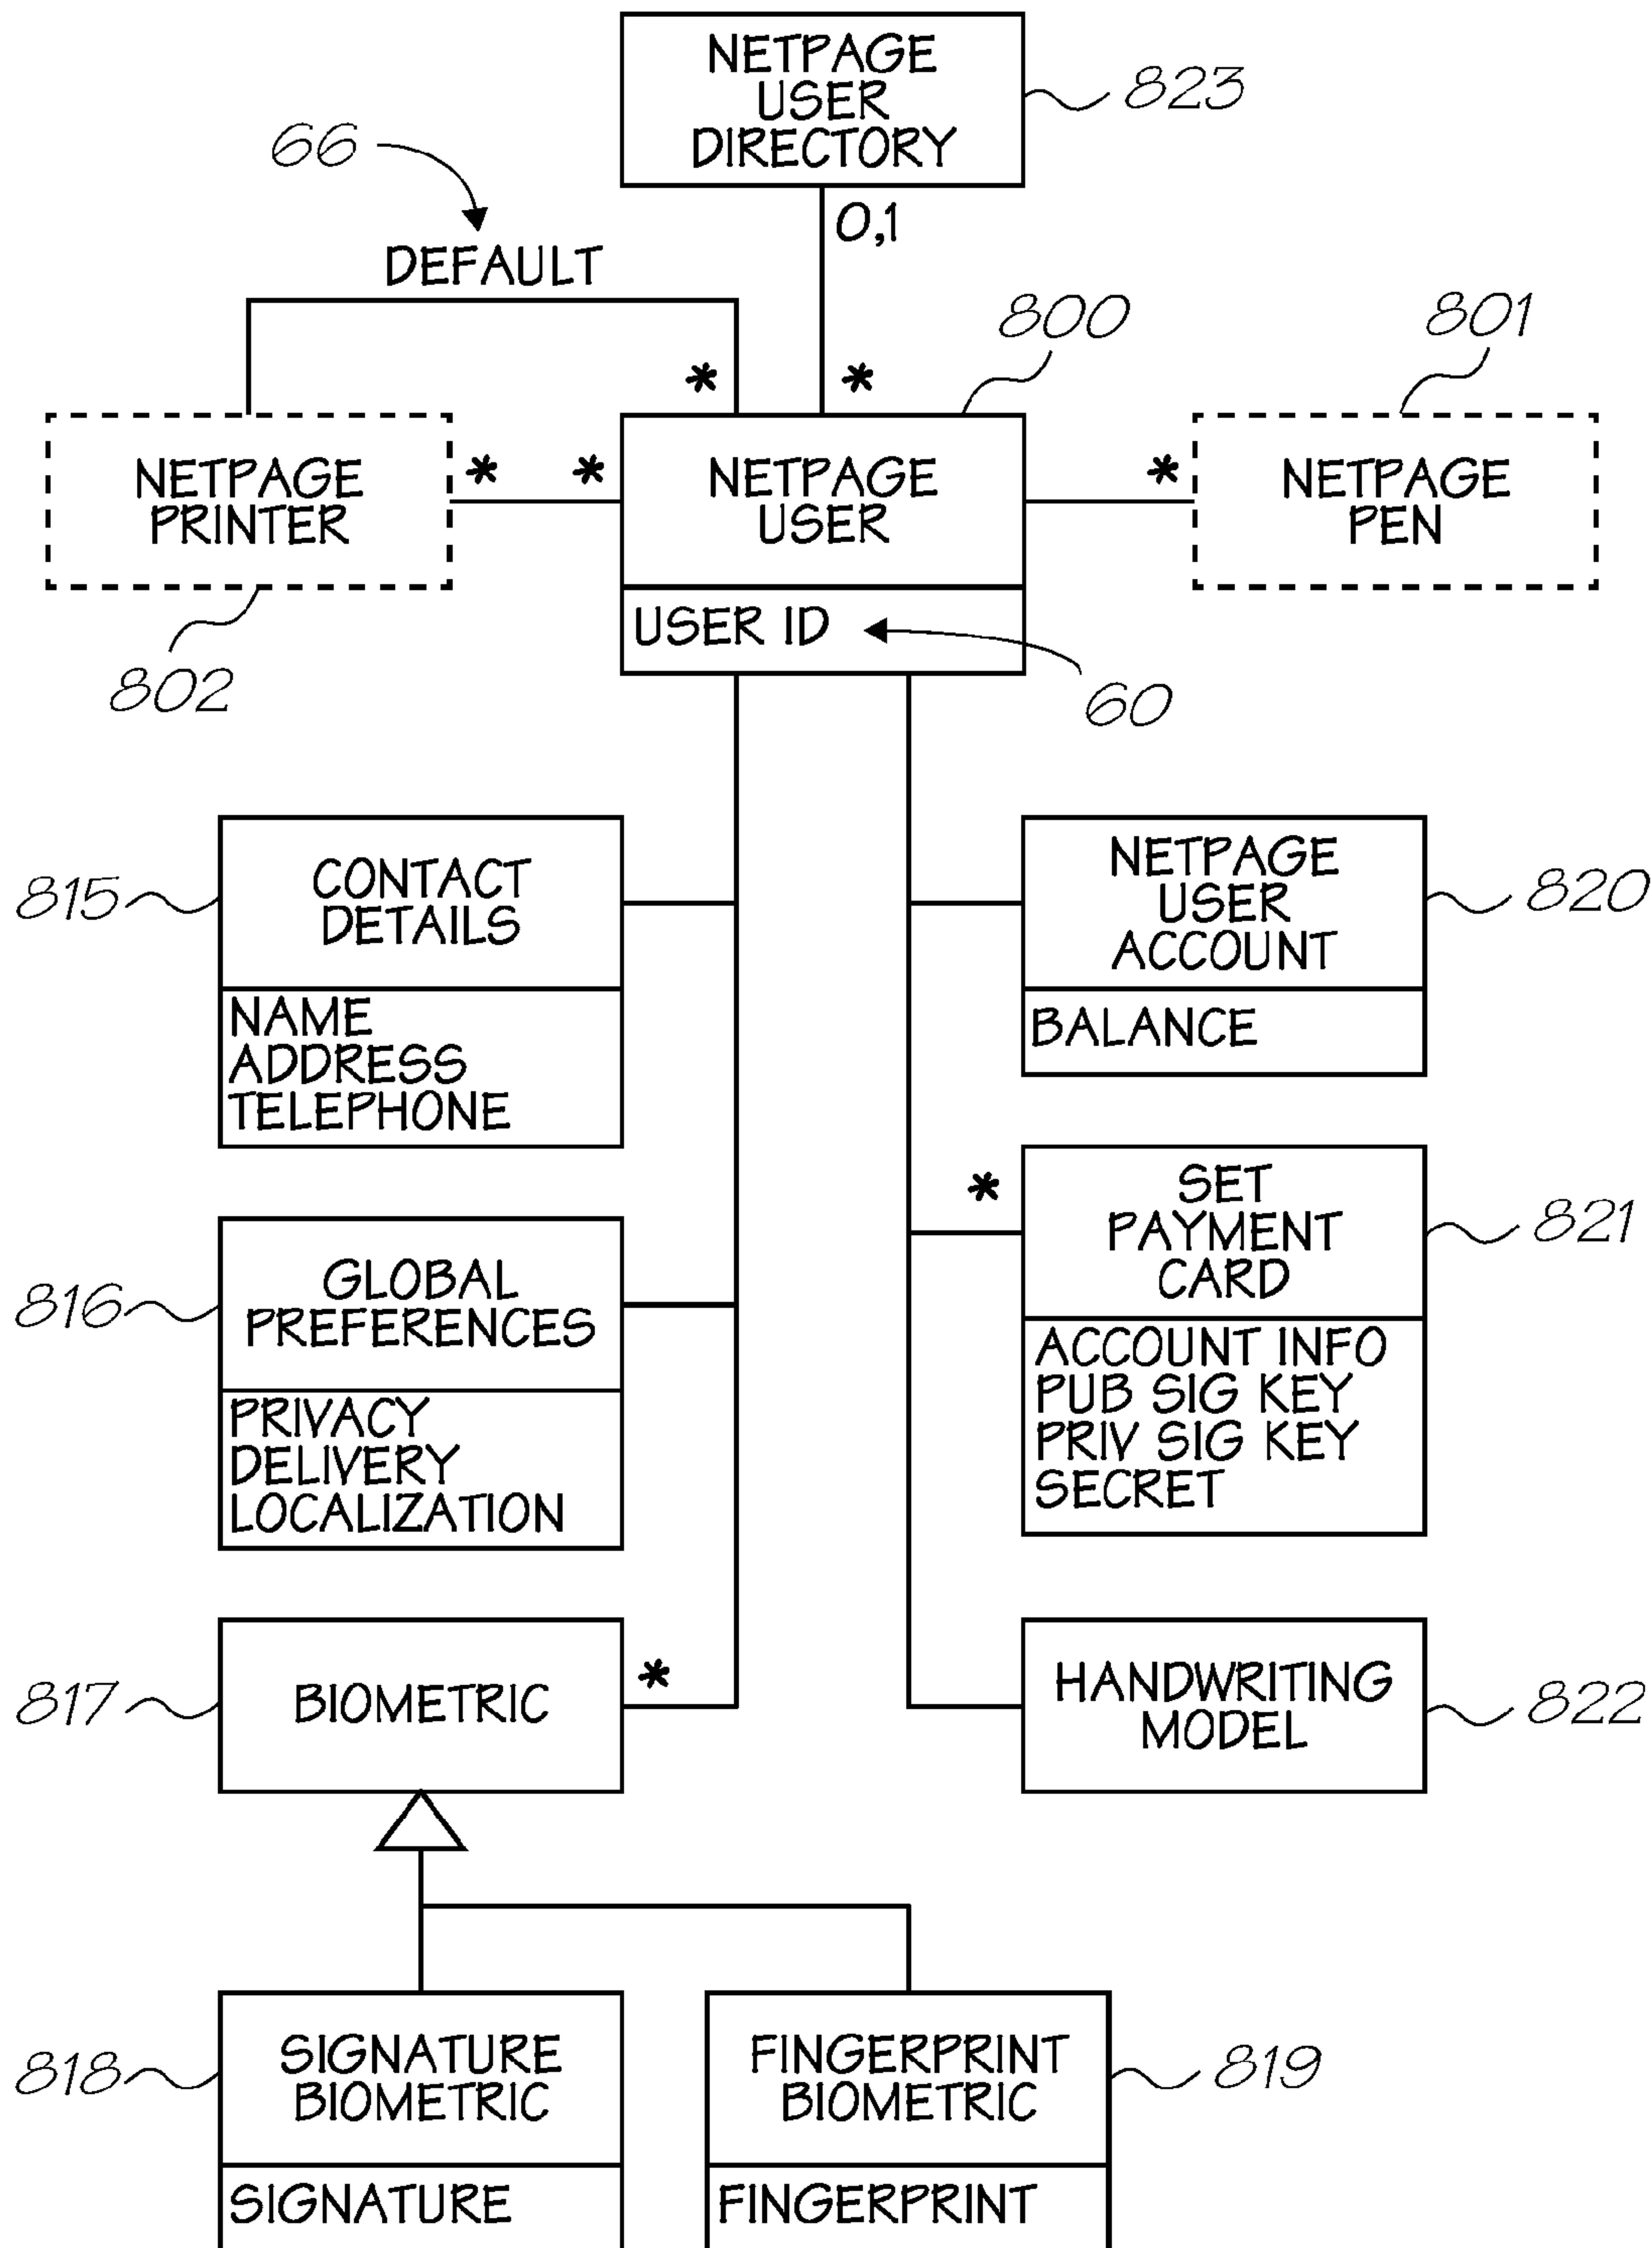 NETPAGE
USER
DIRECTORY
823
66
0,1
DEFAULT
800
801
*
*
NETPAGE
PRINTER
*
*
NETPAGE
USER
*
NETPAGE
PEN
USER ID
802
60
815
CONTACT
DETAILS
NAME
ADDRESS
TELEPHONE
NETPAGE
USER
ACCOUNT
820
BALANCE
*
SET
PAYMENT
CARD
821
ACCOUNT INFO
PUB SIG KEY
PRIV SIG KEY
SECRET
816
GLOBAL
PREFERENCES
PRIVACY
DELIVERY
LOCALIZATION
817
BIOMETRIC
*
HANDWRITING
MODEL
822
818
SIGNATURE
BIOMETRIC
SIGNATURE
FINGERPRINT
BIOMETRIC
819
FINGERPRINT